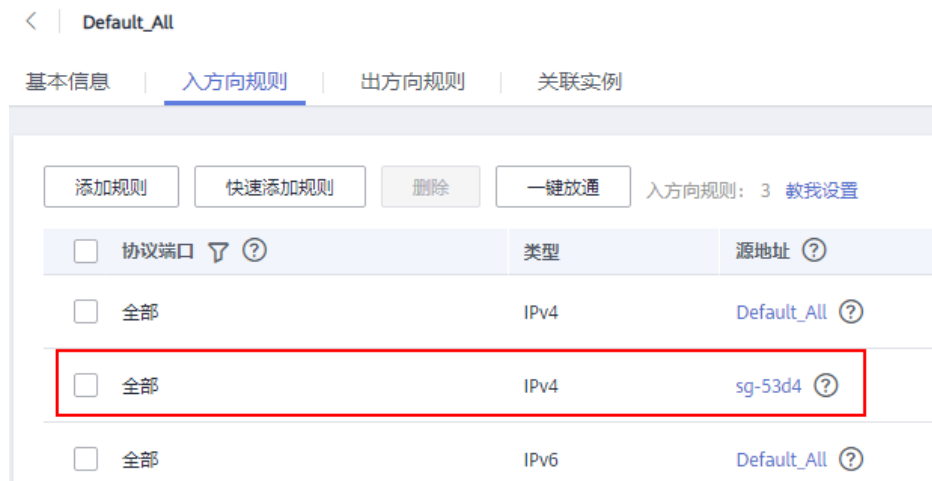 Default_All
基本信息 入方向规则 出方向规则 关联实例
添加规则 快速添加规则 删除 一键放通 入方向规则: 3 教我设置
协议端口 类型 源地址
全部 IPv4 Default_All
全部 IPv4 sg-53d4
全部 IPv6 Default_All